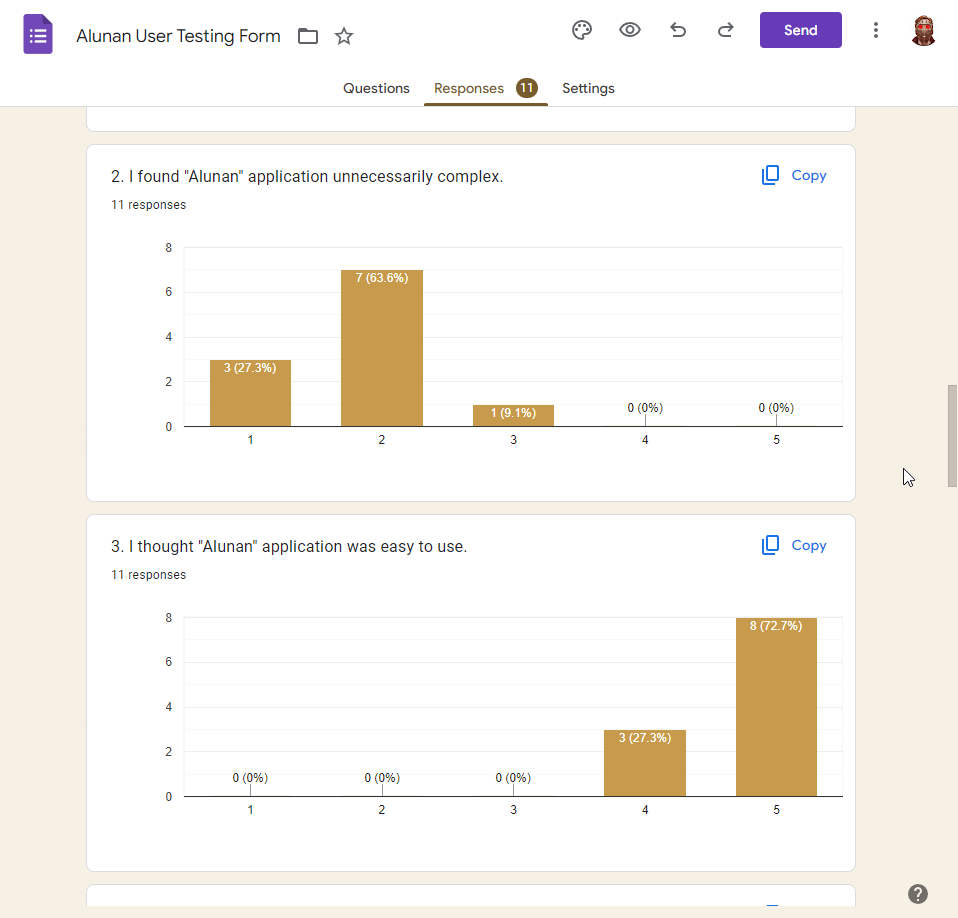 Alunan User Testing Form
Send
Questions
Responses 11
Settings
2. I found "Alunan" application unnecessarily complex.
Copy
11 responses
8
6
4
2
0
3 (27.3%)
7 (63.6%)
1 (9.1%)
0 (0%)
0 (0%)
1 2 3 4 5
3. I thought "Alunan" application was easy to use.
Copy
11 responses
8
6
4
2
0
0 (0%)
0 (0%)
0 (0%)
3 (27.3%)
8 (72.7%)
1 2 3 4 5
?